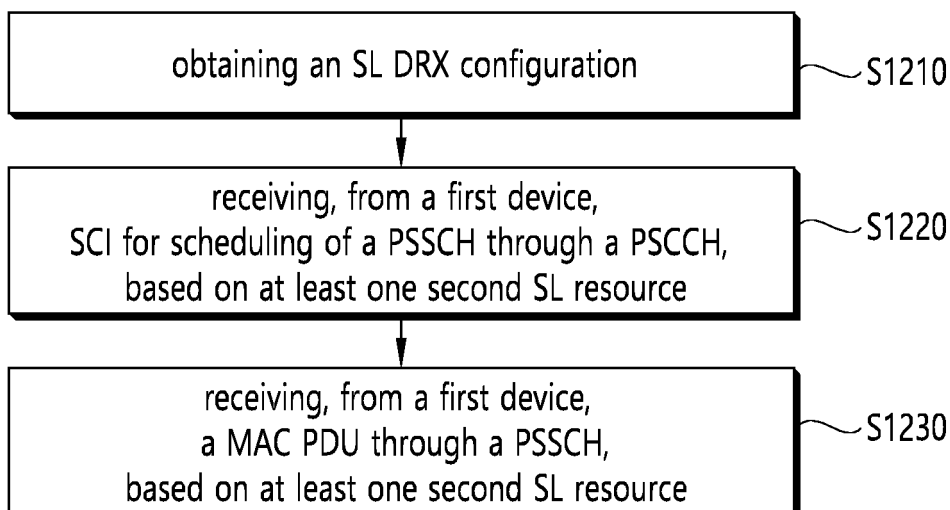 obtaining an SL DRX configuration
S1210
receiving, from a first device,
SCI for scheduling of a PSSCH through a PSCCH,
based on at least one second SL resource
S1220
receiving, from a first device,
a MAC PDU through a PSSCH,
based on at least one second SL resource
S1230